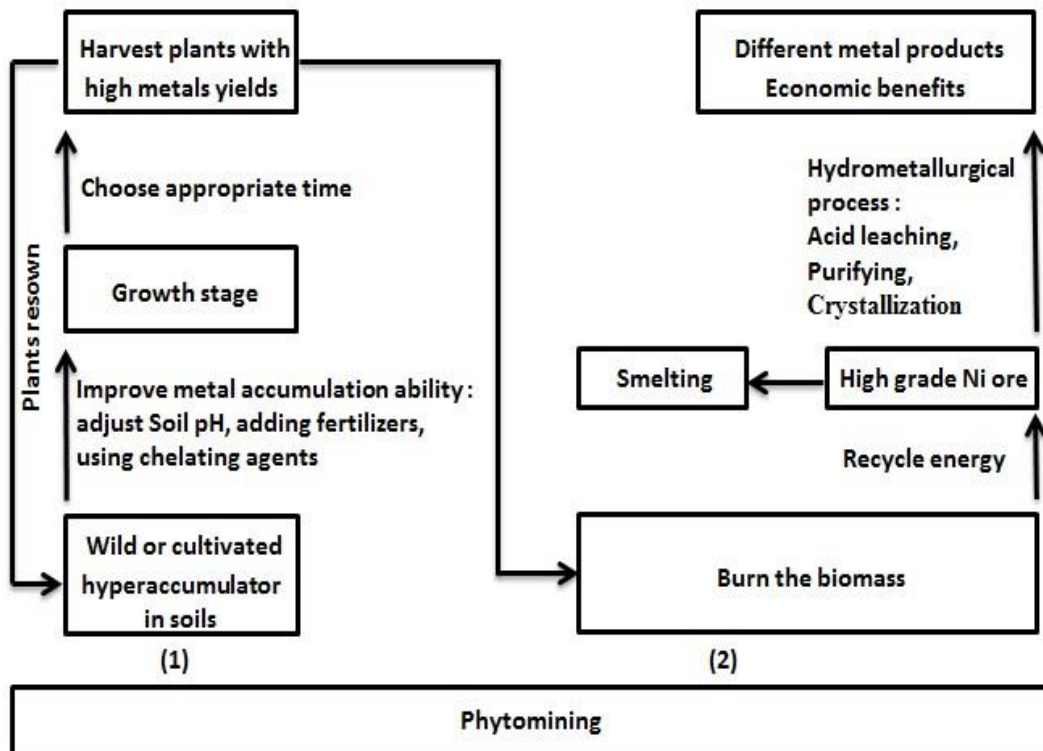 Harvest plants with
high metals yields
Choose appropriate time
Growth stage
Plants resown
Improve metal accumulation ability :
adjust Soil pH, adding fertilizers,
using chelating agents
Wild or cultivated
hyperaccumulator
in soils
(1)
Different metal products
Economic benefits
Hydrometallurgical
process :
Acid leaching,
Purifying,
Crystallization
Smelting
High grade Ni ore
Recycle energy
Burn the biomass
(2)
Phytomining